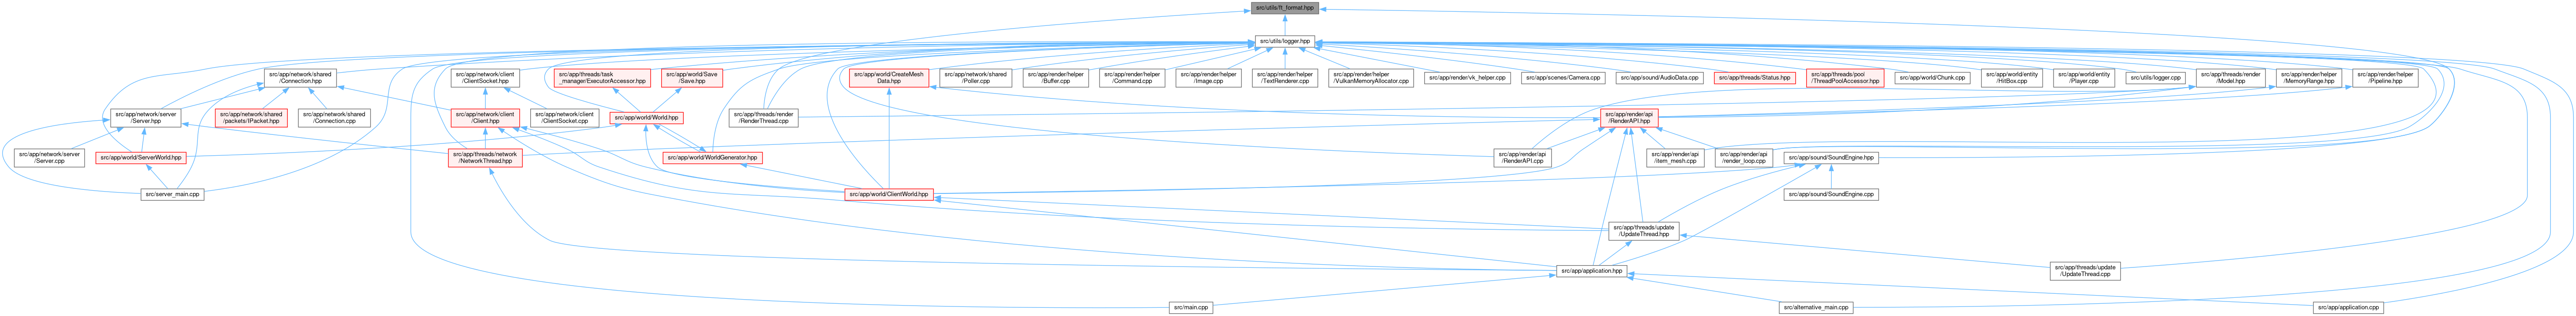 src/utils/ft_format.hpp
src/utils/logger.hpp
src/app/network/shared
/Connection.hpp
src/app/network/client
/ClientSocket.hpp
src/app/threads/task
_manager/ExecutorAccessor.hpp
src/app/world/Save
/Save.hpp
src/app/world/CreateMesh
Data.hpp
src/app/network/shared
/Poller.cpp
src/app/render/helper
/Buffer.cpp
src/app/render/helper
/Command.cpp
src/app/render/helper
/Image.cpp
src/app/render/helper
/TextRenderer.cpp
src/app/render/helper
/VulkanMemoryAllocator.cpp
src/app/render/vk_helper.cpp
src/app/scenes/Camera.cpp
src/app/sound/AudioData.cpp
src/app/threads/Status.hpp
src/app/threads/pool
/ThreadPoolAccessor.hpp
src/app/world/Chunk.cpp
src/app/world/entity
/HitBox.cpp
src/app/world/entity
/Player.cpp
src/utils/logger.cpp
src/app/threads/render
/Model.hpp
src/app/render/helper
/MemoryRange.hpp
src/app/render/helper
/Pipeline.hpp
src/app/network/server
/Server.hpp
src/app/network/shared
/packets/IPacket.hpp
src/app/network/shared
/Connection.cpp
src/app/network/client
/Client.hpp
src/app/network/client
/ClientSocket.cpp
src/app/world/World.hpp
src/app/threads/render
/RenderThread.cpp
src/app/render/api
/RenderAPI.hpp
src/app/network/server
/Server.cpp
src/app/world/ServerWorld.hpp
src/app/threads/network
/NetworkThread.hpp
src/app/world/WorldGenerator.hpp
src/app/render/api
/RenderAPI.cpp
src/app/render/api
/item_mesh.cpp
src/app/render/api
/render_loop.cpp
src/app/sound/SoundEngine.hpp
src/server_main.cpp
src/app/world/ClientWorld.hpp
src/app/sound/SoundEngine.cpp
src/app/threads/update
/UpdateThread.hpp
src/app/application.hpp
src/app/threads/update
/UpdateThread.cpp
src/main.cpp
src/alternative_main.cpp
src/app/application.cpp